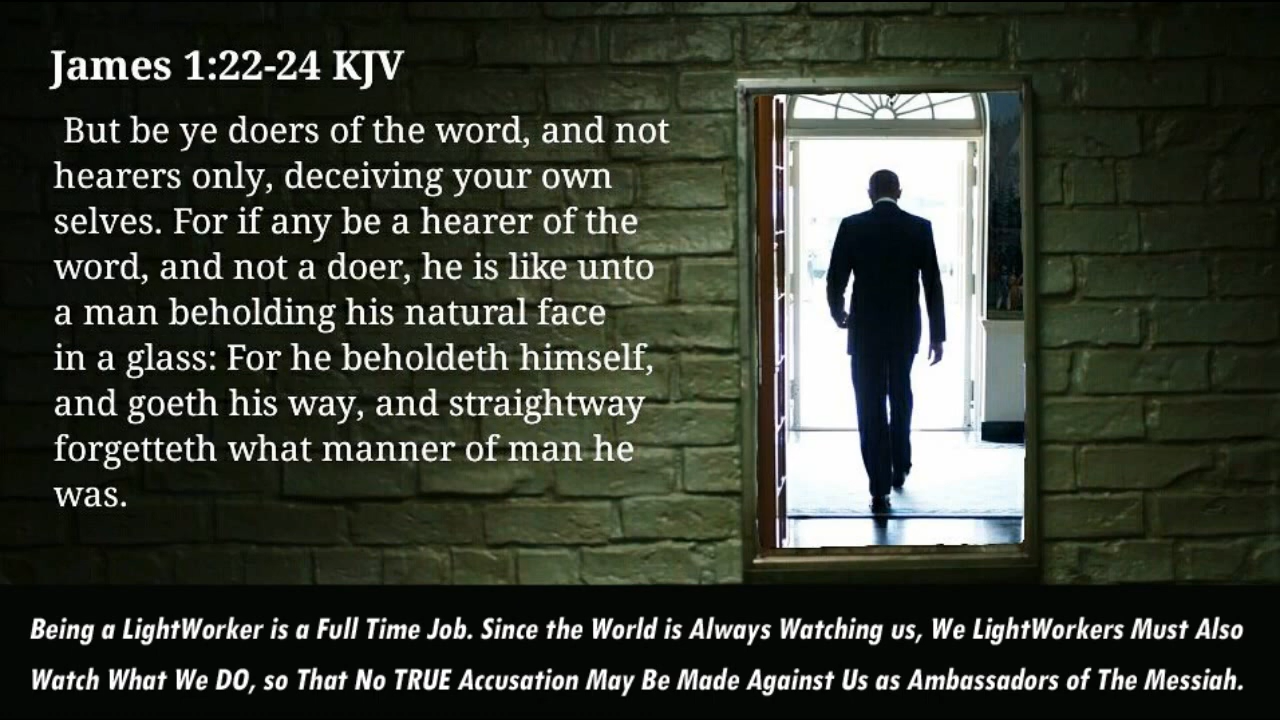 James 1:22-24 KJV
But be ye doers of the word, and not
hearers only, deceiving your own
selves. For if any be a hearer of the
word, and not a doer, he is like unto
a man beholding his natural face
in a glass: For he beholdeth himself,
and goeth his way, and straightway
forgetteth what manner of man he
was.
Being a LightWorker is a Full Time Job. Since the World is Always Watching us, We LightWorkers Must Also
Watch What We DO, so That No TRUE Accusation May Be Made Against Us as Ambassadors of The Messiah.